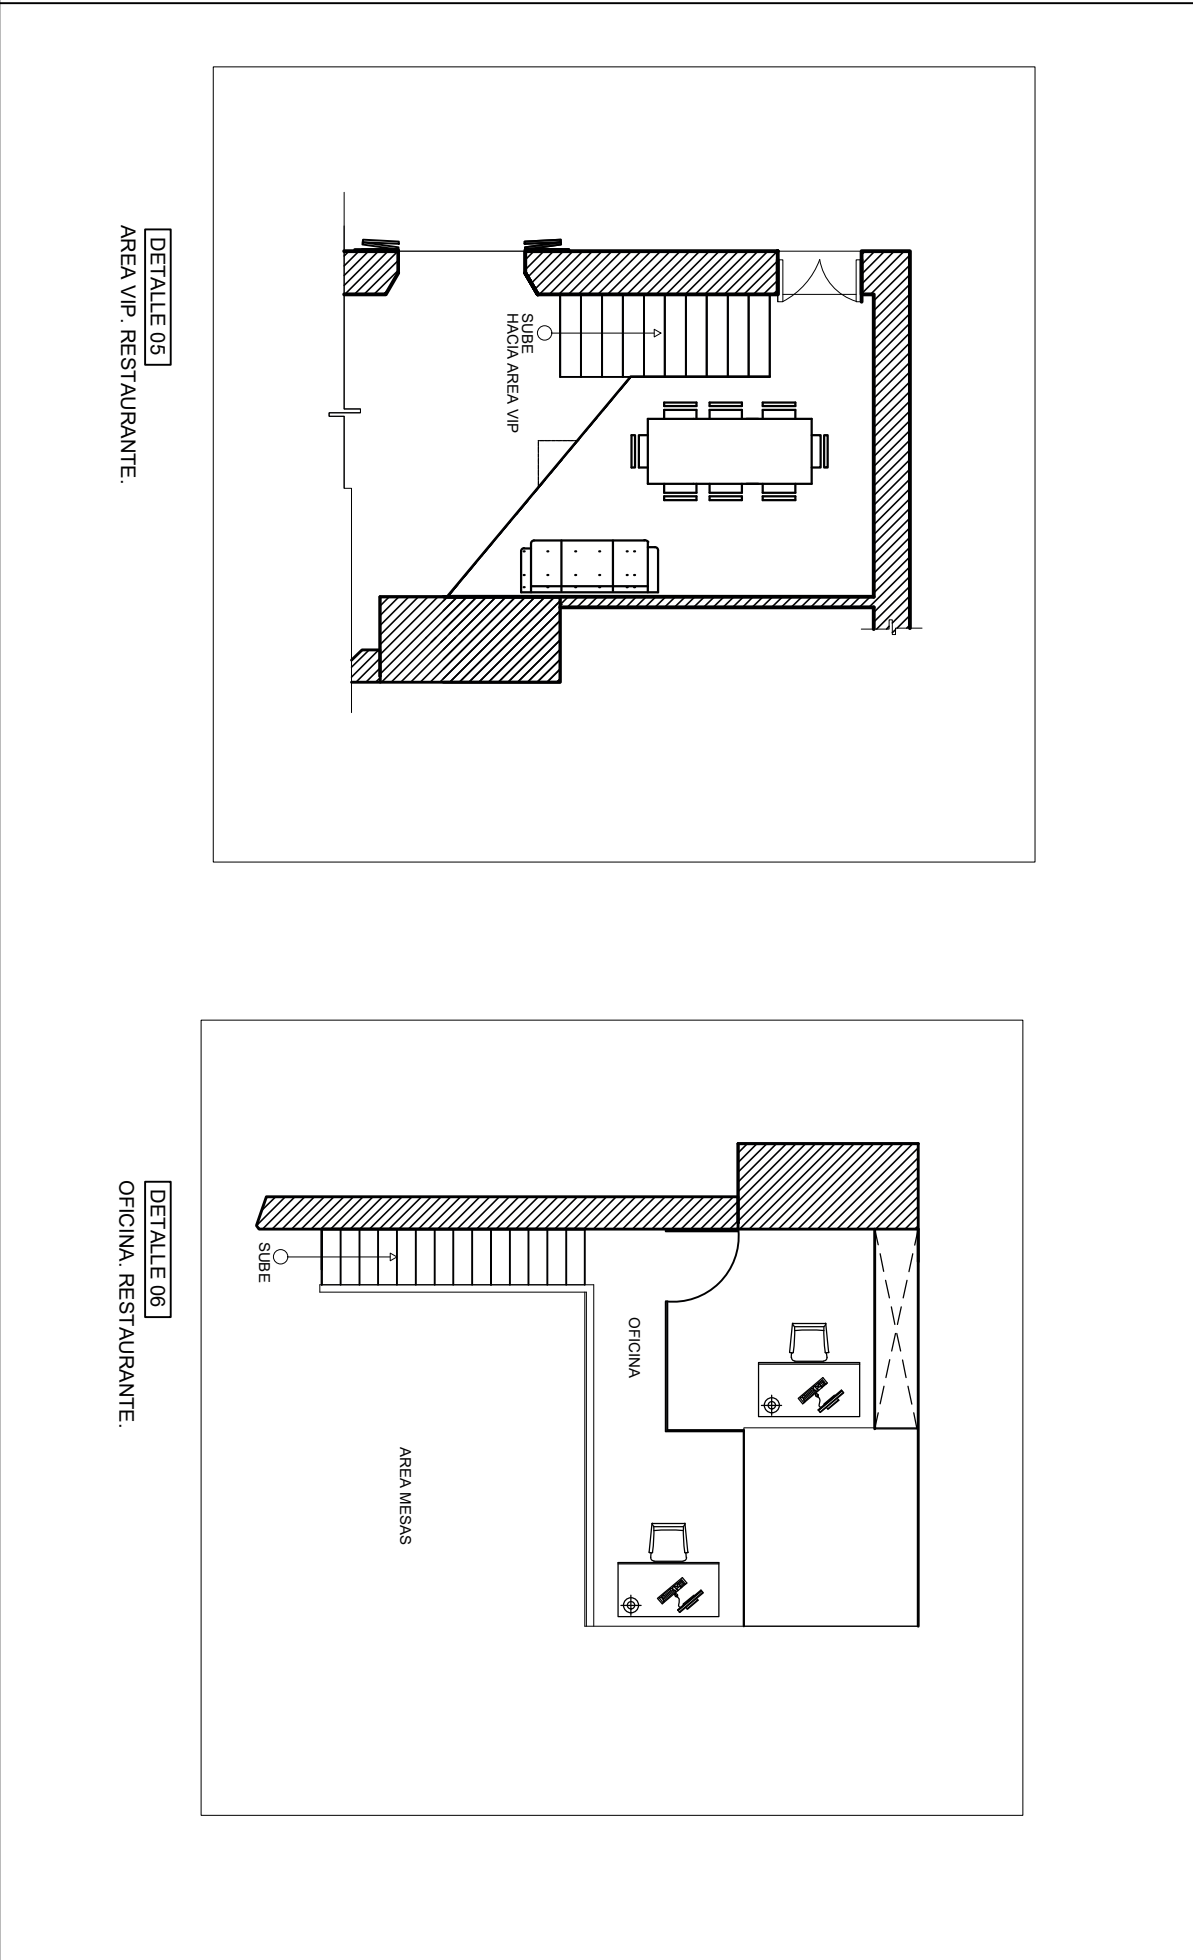 SUBE
HACIA AREA VIP
DETALLE 05
AREA VIP. RESTAURANTE.
OFICINA
AREA MESAS
SUBE
DETALLE 06
OFICINA. RESTAURANTE.